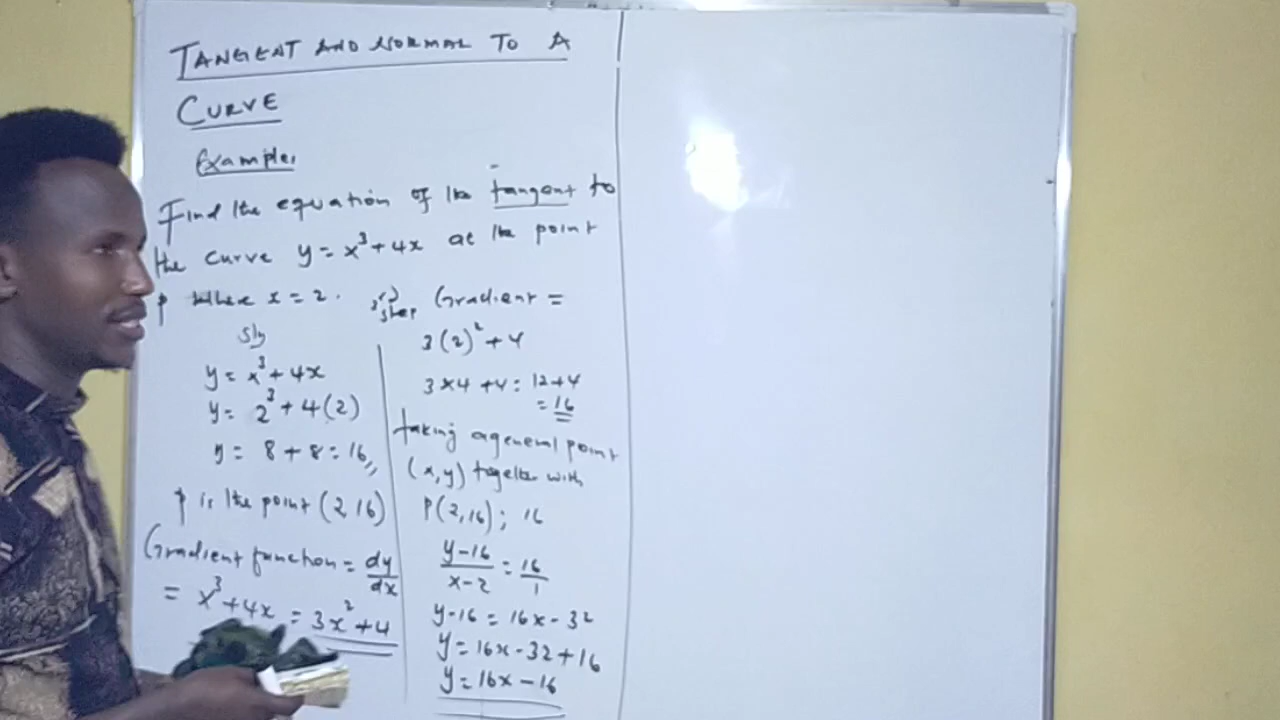 TANGENT AND NORMAL TO A
CURVE
Examples
Find the equation of the tangent to
the curve y = x³ + 4x at the point
p where x = 2.
Sly
y = x³ + 4x
y = 2³ + 4(2)
y = 8 + 8 = 16,,
p is the point (2, 16)
Gradient function = dy/dx
= x³ + 4x = 3x² + 4
3rd step Gradient =
3(2)² + 4
3 × 4 + 4 = 12 + 4
= 16
taking a general point
(x, y) together with
P(2, 16); 16
y - 16 / x - 2 = 16 / 1
y - 16 = 16x - 32
y = 16x - 32 + 16
y = 16x - 16